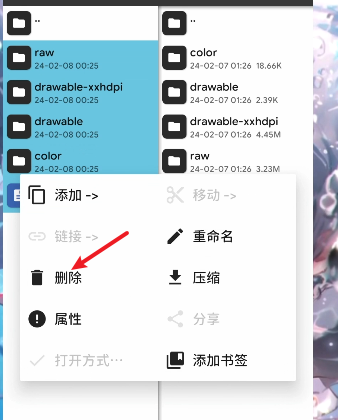 ..
raw
24-02-08 00:25
drawable-xxhdpi
24-02-08 00:25
drawable
24-02-08 00:25
color
24-02-08 00:25
..
color
24-02-07 01:26 18.66K
drawable
24-02-07 01:26 2.39K
drawable-xxhdpi
24-02-07 01:26 4.45M
raw
24-02-07 01:26 3.23M
添加 ->
移动 ->
链接 ->
重命名
删除
压缩
属性
分享
打开方式…
添加书签